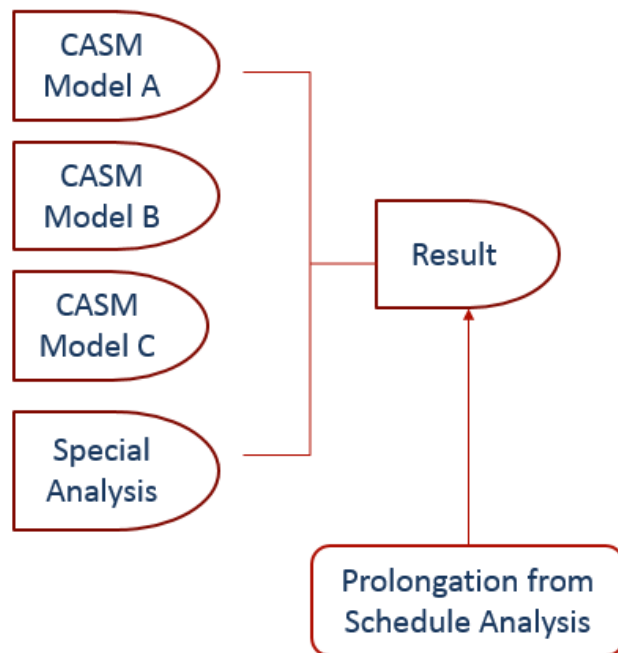 CASM
Model A
CASM
Model B
CASM
Model C
Special
Analysis
Result
Prolongation from
Schedule Analysis